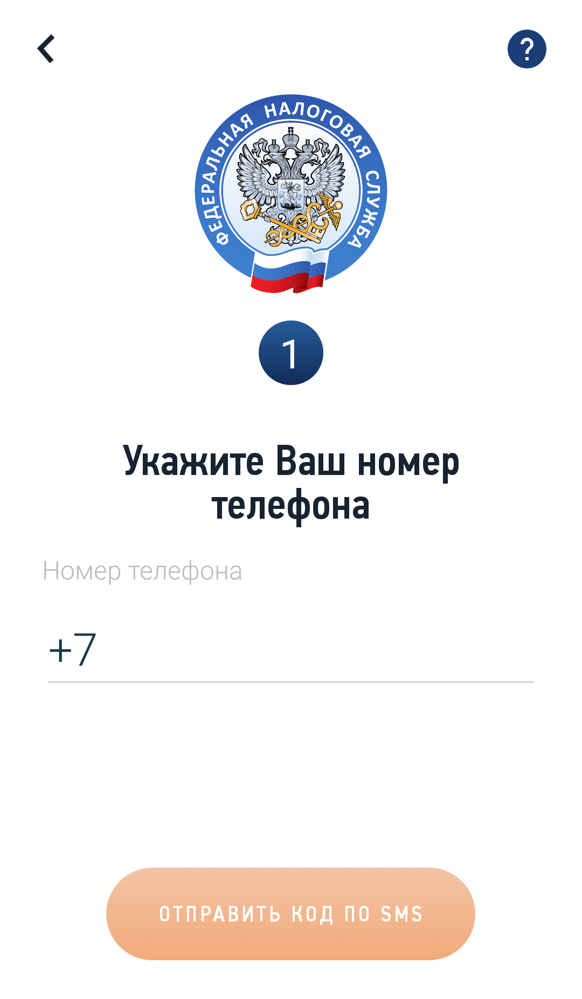 ?
ФЕДЕРАЛЬНАЯ НАЛОГОВАЯ СЛУЖБА
1
Укажите Ваш номер
телефона
Номер телефона
+7
ОТПРАВИТЬ КОД ПО SMS